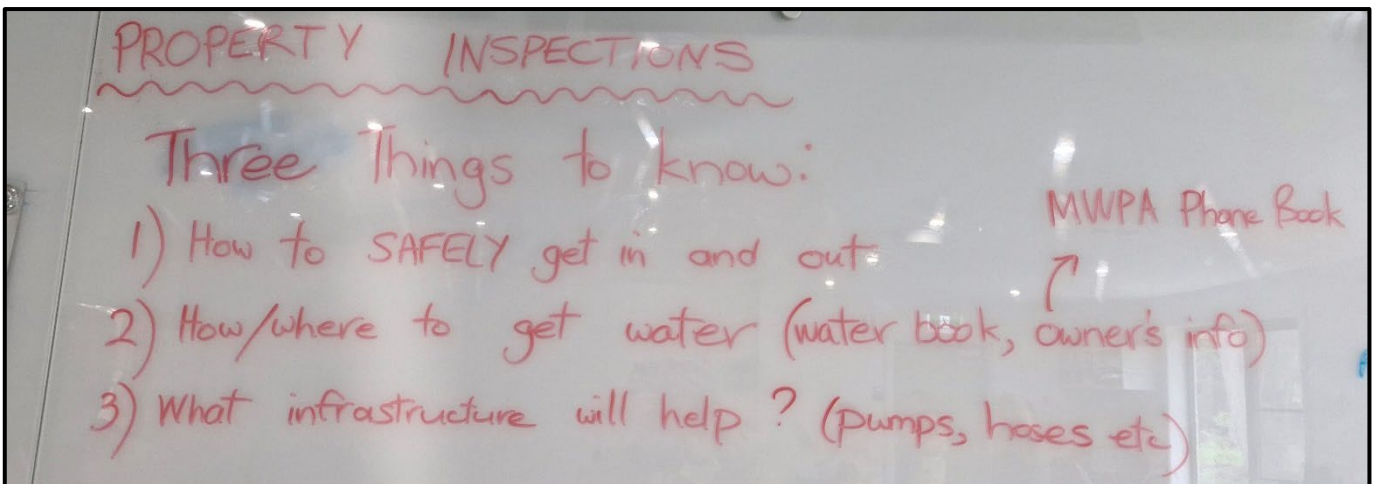 PROPERTY INSPECTIONS
Three Things to know:
1) How to SAFELY get in and out
MWPA Phone Book
2) How/where to get water (water book, owner's info)
3) What infrastructure will help? (pumps, hoses etc)